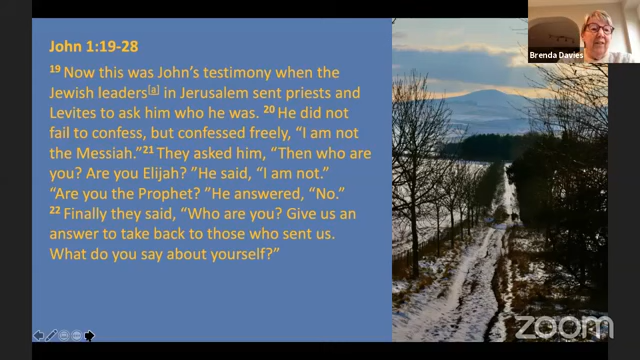 John 1:19-28
19 Now this was John’s testimony when the
Jewish leaders[a] in Jerusalem sent priests and
Levites to ask him who he was. 20 He did not
fail to confess, but confessed freely, “I am not
the Messiah.”21 They asked him, “Then who are
you? Are you Elijah? ”He said, “I am not.”
“Are you the Prophet? ”He answered, “No.”
22 Finally they said, “Who are you? Give us an
answer to take back to those who sent us.
What do you say about yourself?”
Brenda Davies
zoom